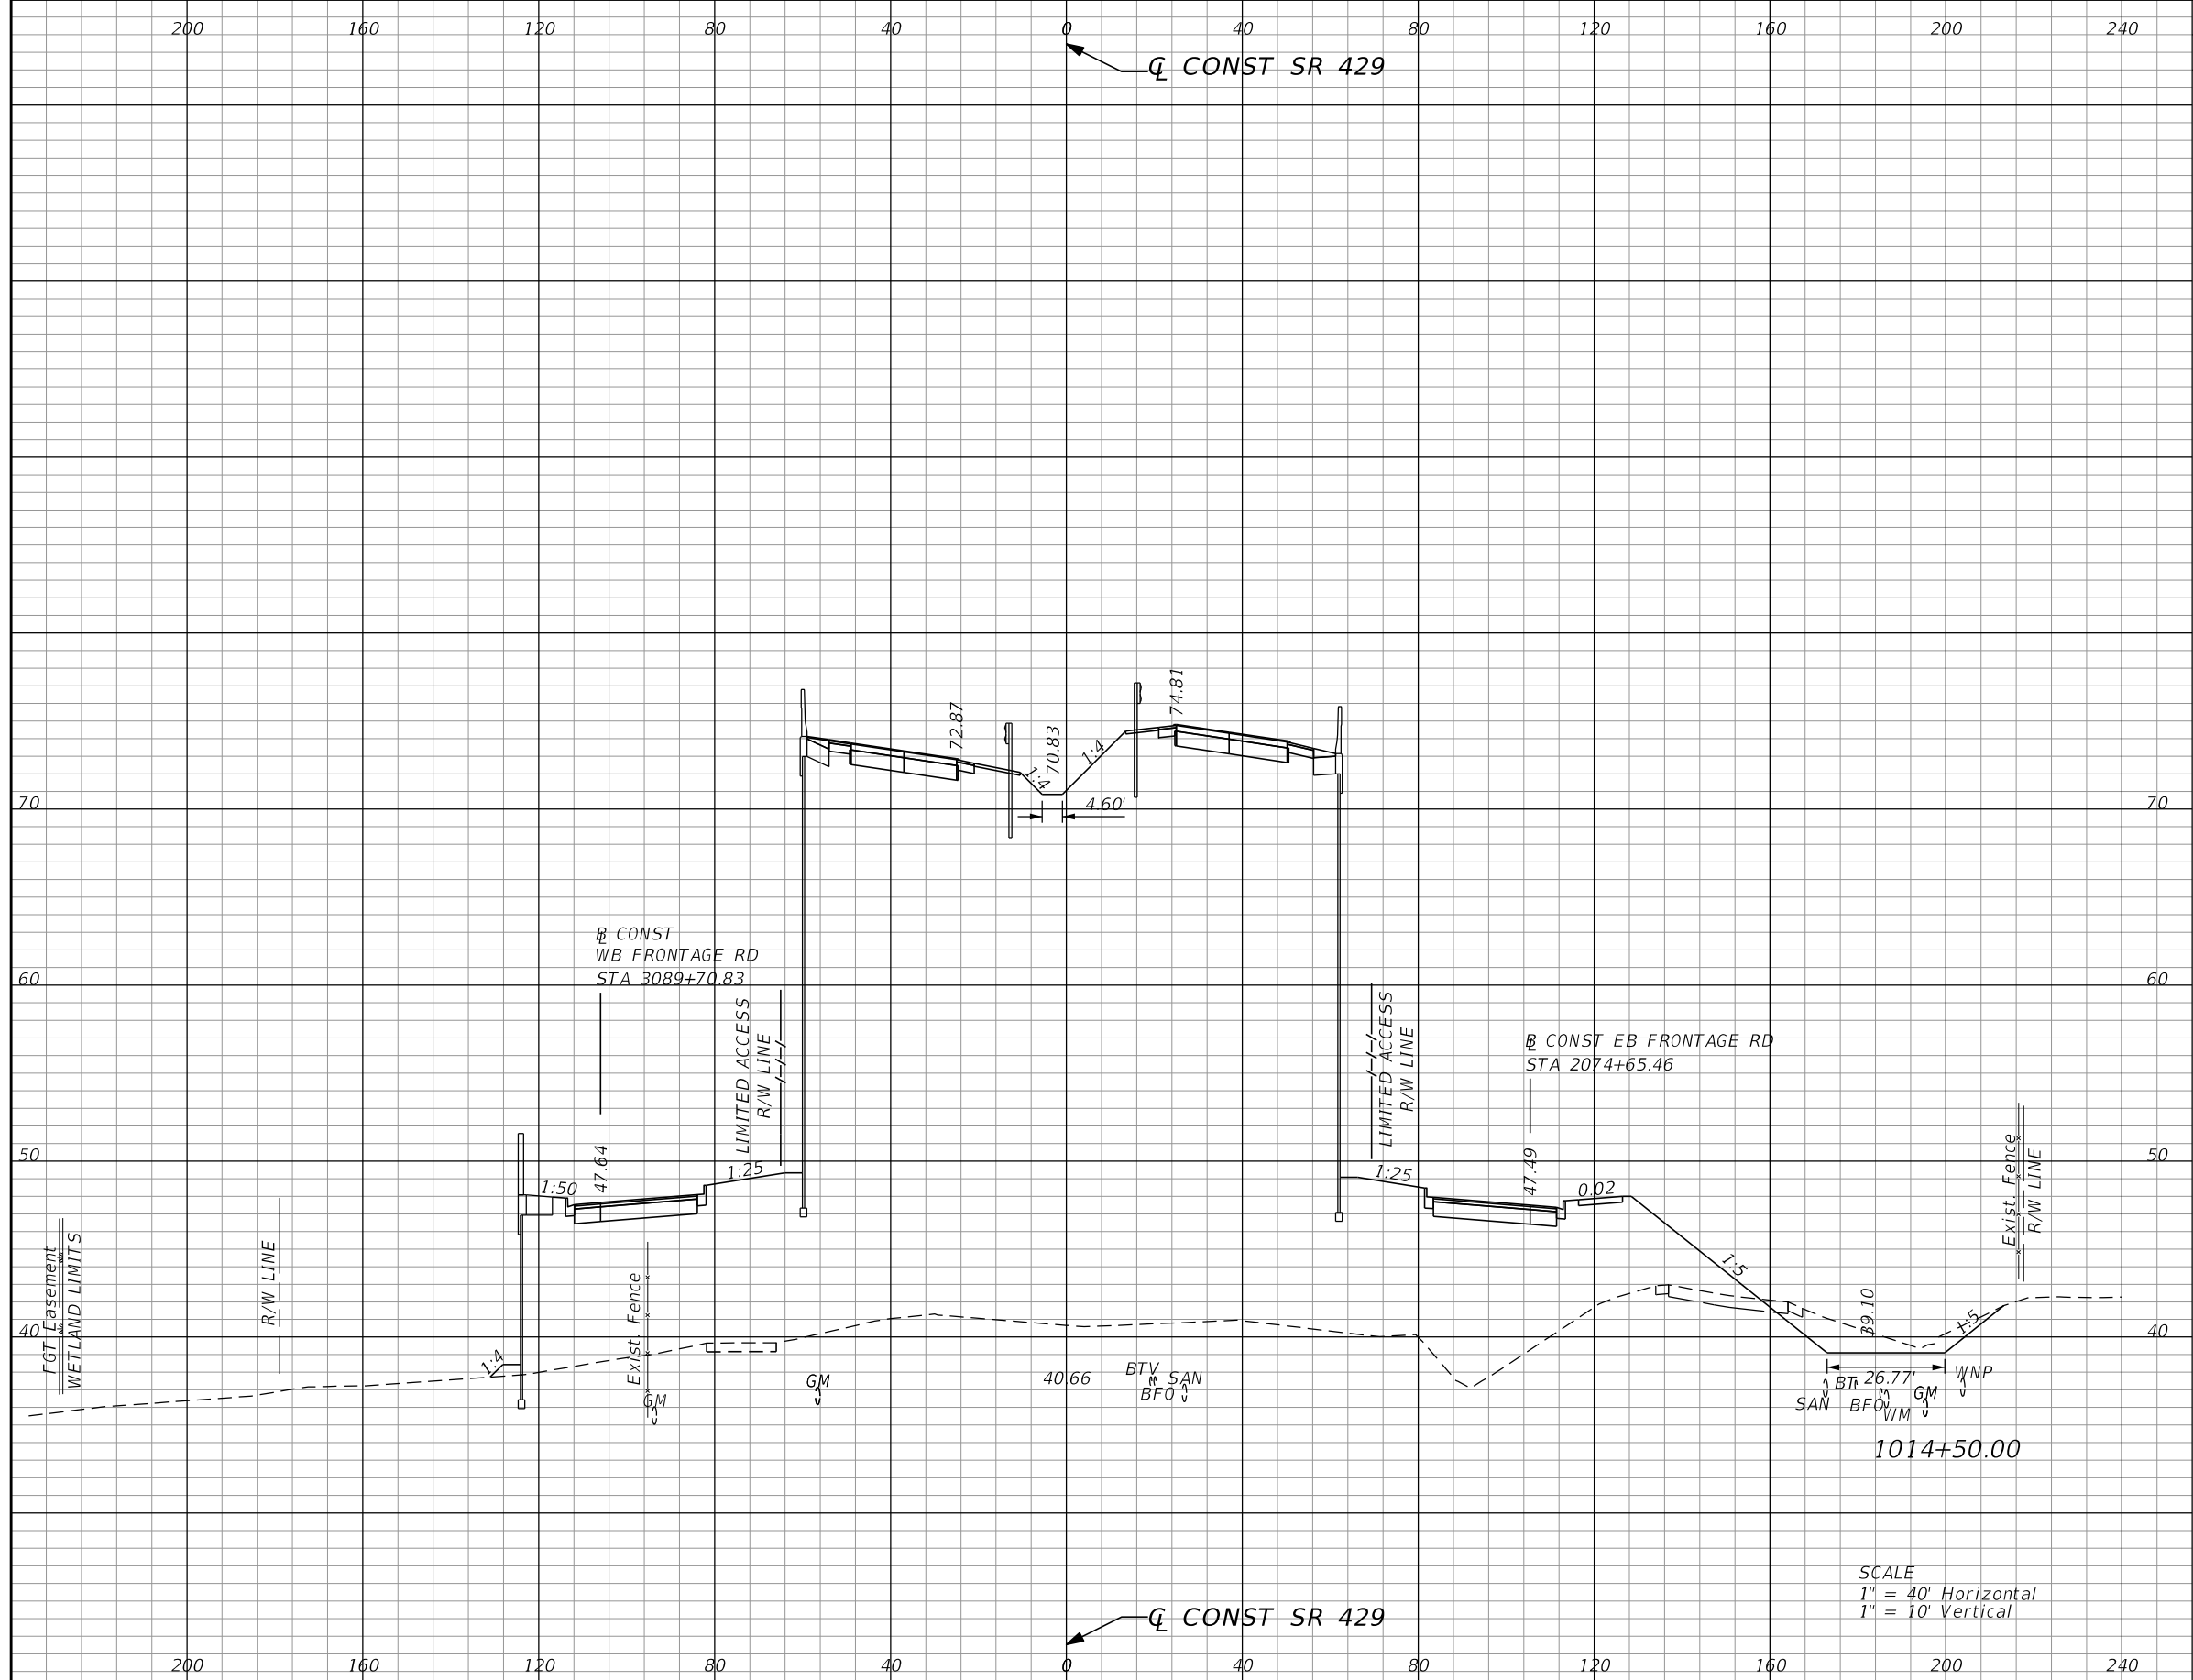 200 160 120 80 40 0 40 80 120 160 200 240
℄ CONST SR 429
74.81
72.87
70.83
1:4
1:4
4.60'
70 70
B̲L CONST
WB FRONTAGE RD
STA 3089+70.83
60 60
LIMITED ACCESS
R/W LINE
LIMITED ACCESS
R/W LINE
BL CONST EB FRONTAGE RD
STA 2074+65.46
50 50
1:50
47.64
1:25
1:25
47.49
0.02
Exist. Fence
R/W LINE
FGT Easement
WETLAND LIMITS
R/W LINE
Exist. Fence
1:5
39.10
1:5
40 40
1:4
GM
GM
40.66
BTV
SAN
BFO
SAN
BT
26.77'
WNP
BFO
WM
GM
1014+50.00
SCALE
1" = 40' Horizontal
1" = 10' Vertical
℄ CONST SR 429
200 160 120 80 40 0 40 80 120 160 200 240